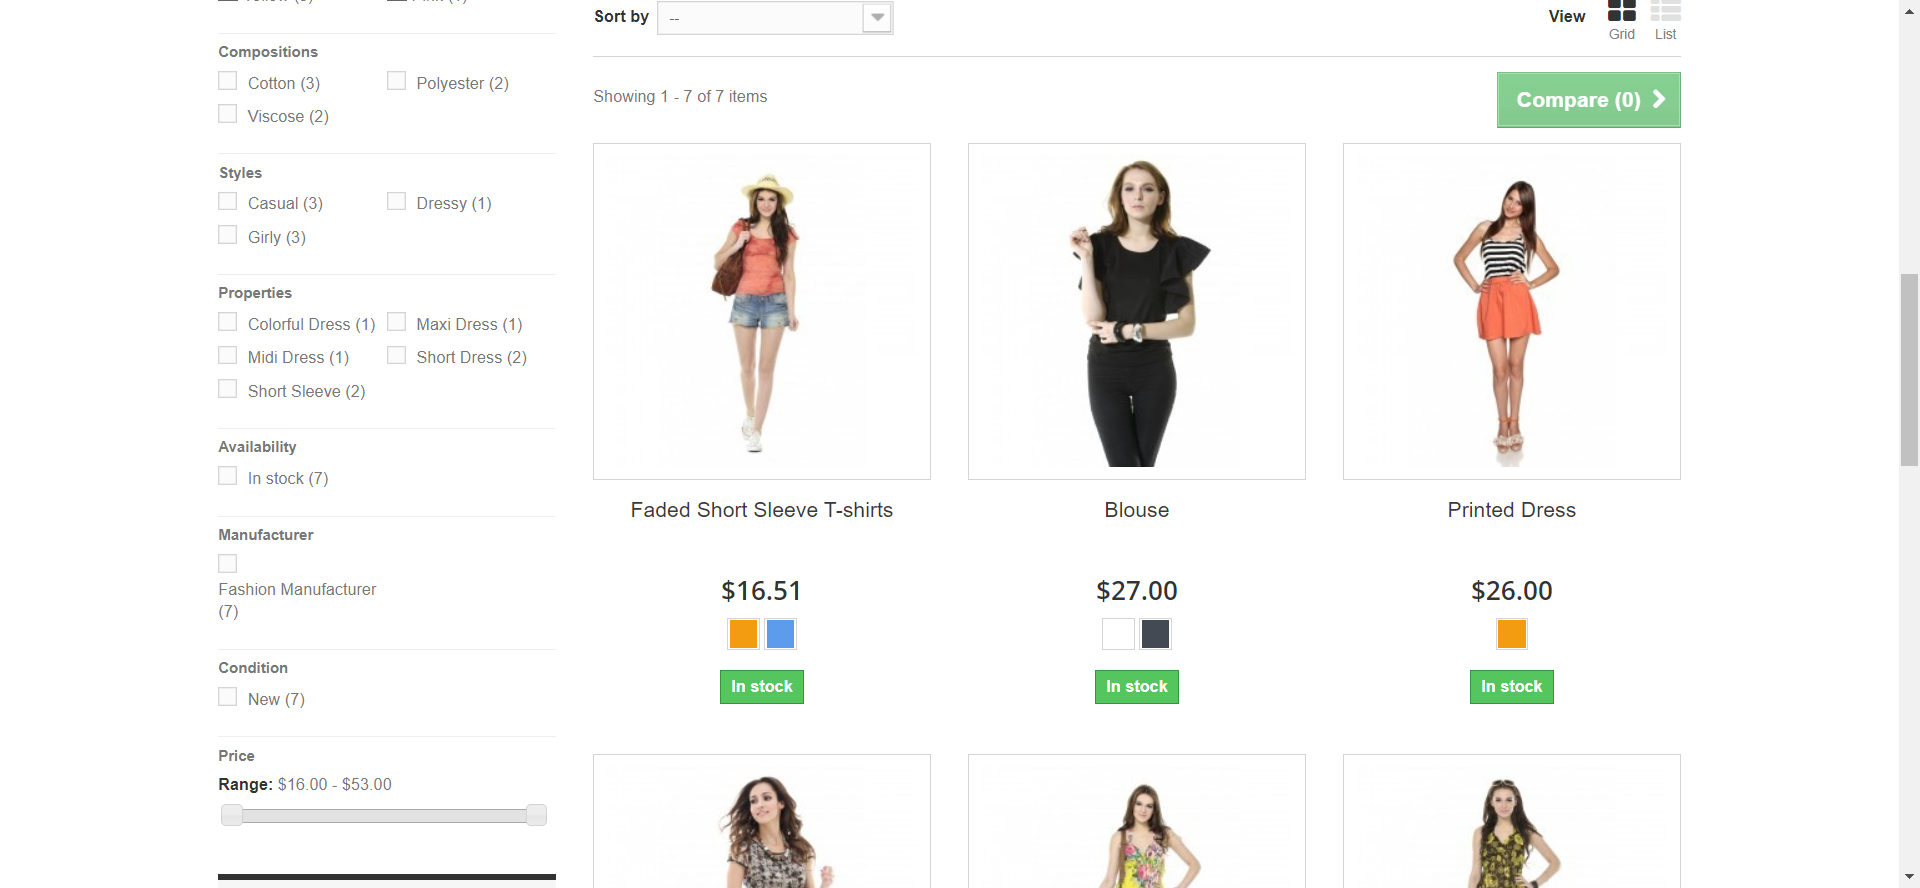 Compositions
Cotton (3)
Polyester (2)
Viscose (2)
Styles
Casual (3)
Dressy (1)
Girly (3)
Properties
Colorful Dress (1)
Maxi Dress (1)
Midi Dress (1)
Short Dress (2)
Short Sleeve (2)
Availability
In stock (7)
Manufacturer
Fashion Manufacturer
(7)
Condition
New (7)
Price
Range: $16.00 - $53.00
Sort by
--
View
Grid
List
Showing 1 - 7 of 7 items
Compare (0)
Faded Short Sleeve T-shirts
Blouse
Printed Dress
$16.51
$27.00
$26.00
In stock
In stock
In stock